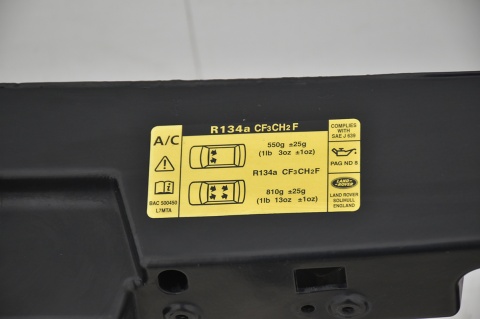 R134a CF3CH2F
A/C
BAC 500450
L7MTA
550g ±25g
(1lb 3oz ±1oz)
R134a CF3CH2F
810g ±25g
(1lb 13oz ±1oz)
COMPLIES
WITH
SAE J 639
PAG ND 8
LAND ROVER
LAND ROVER
SOLIHULL
ENGLAND